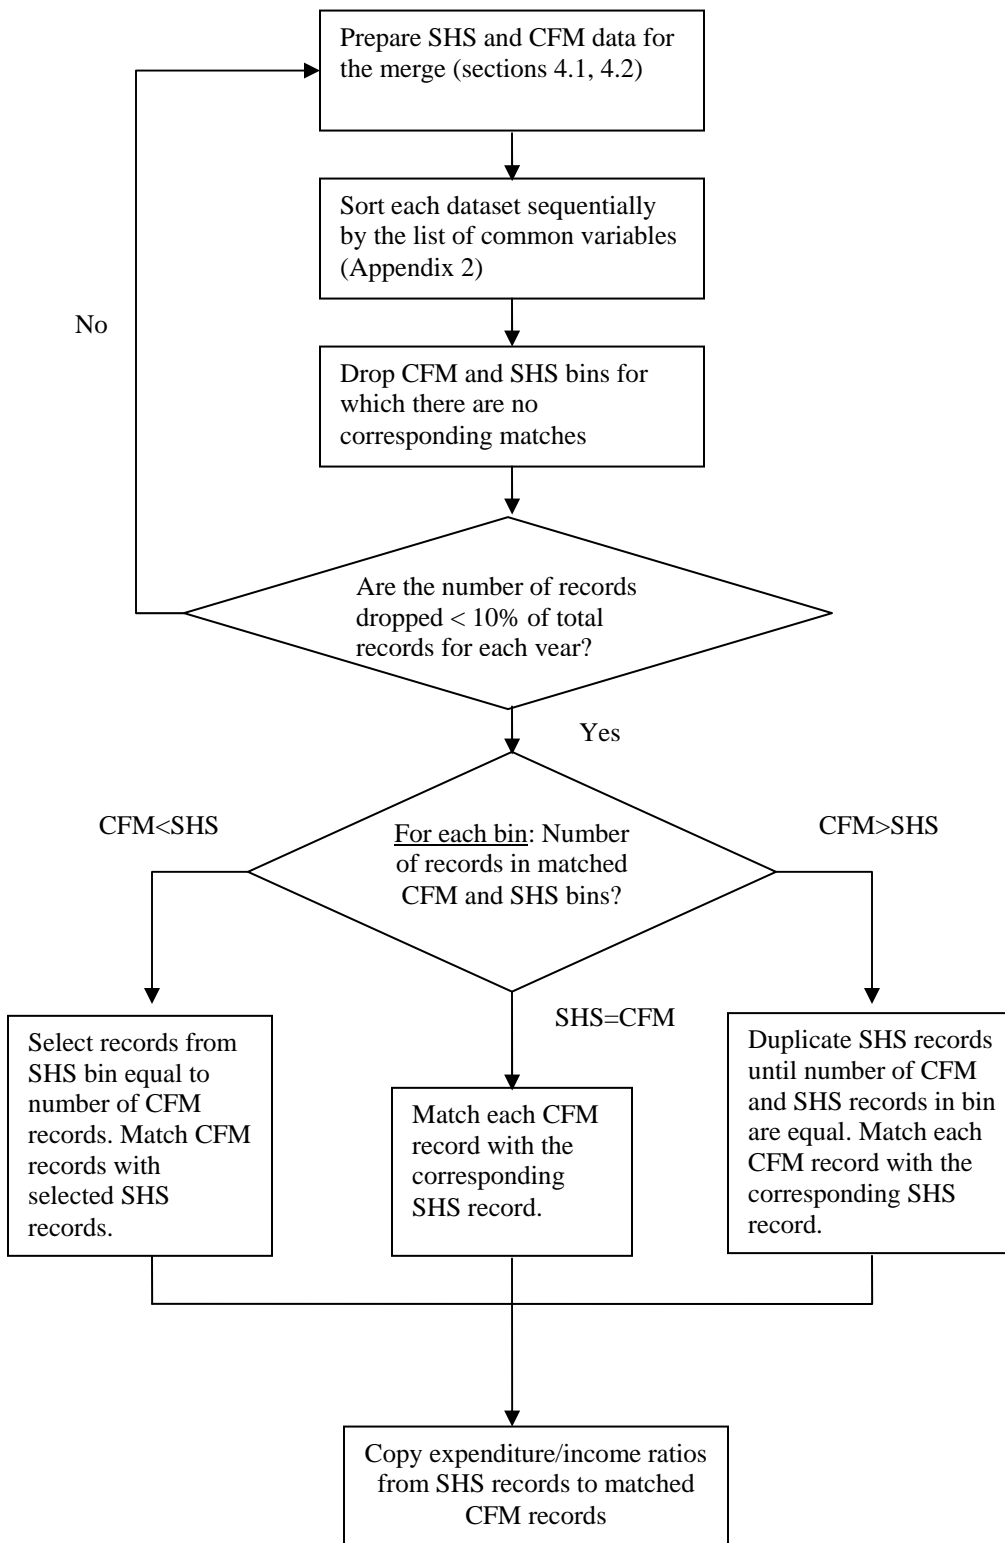 Prepare SHS and CFM data for
the merge (sections 4.1, 4.2)
Sort each dataset sequentially
by the list of common variables
(Appendix 2)
No
Drop CFM and SHS bins for
which there are no
corresponding matches
Are the number of records
dropped < 10% of total
records for each year?
Yes
CFM<SHS
CFM>SHS
For each bin: Number
of records in matched
CFM and SHS bins?
SHS=CFM
Select records from
SHS bin equal to
number of CFM
records. Match CFM
records with
selected SHS
records.
Match each CFM
record with the
corresponding
SHS record.
Duplicate SHS records
until number of CFM
and SHS records in bin
are equal. Match each
CFM record with the
corresponding SHS
record.
Copy expenditure/income ratios
from SHS records to matched
CFM records